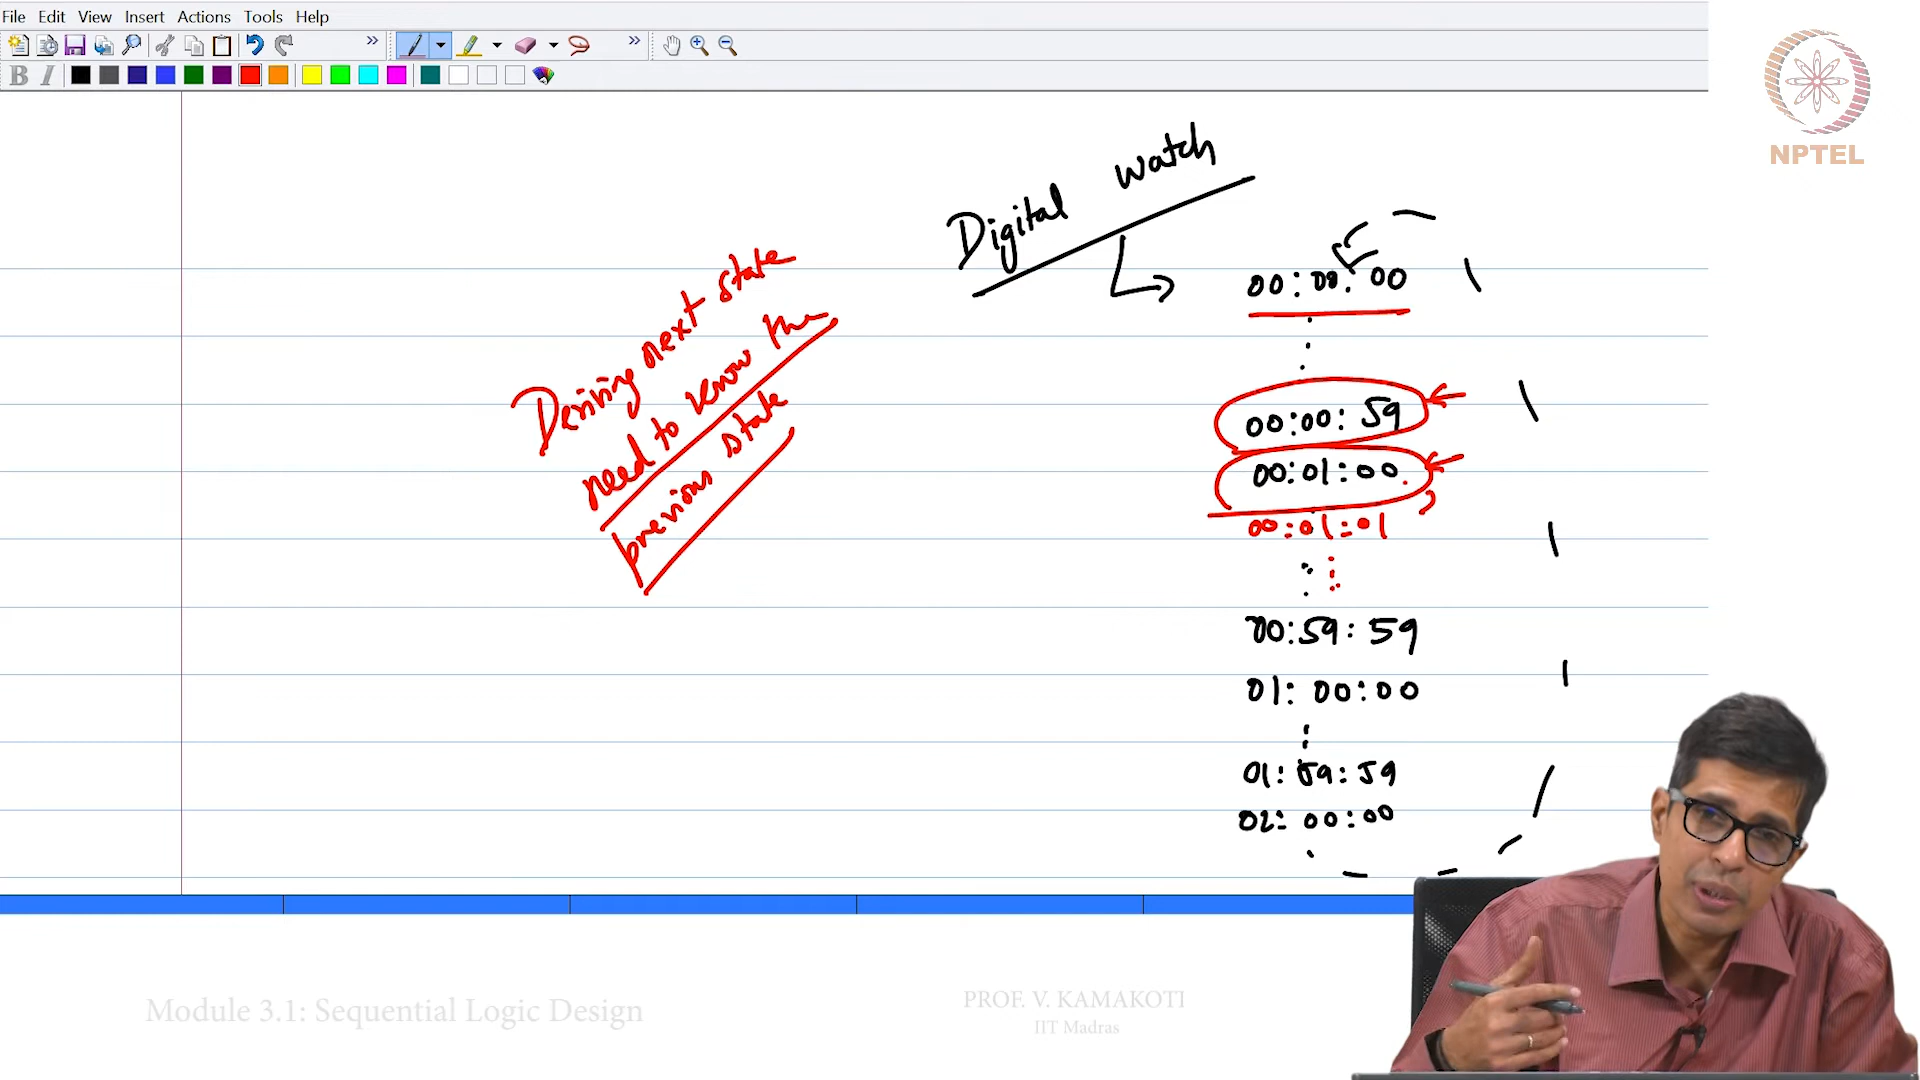 File Edit View Insert Actions Tools Help
NPTEL
Digital watch
00:00:00
00:00:59
00:01:00
00:01:01
00:59:59
01:00:00
01:59:59
02:00:00
Deriving next state
need to know the
previous state
Module 3.1: Sequential Logic Design
PROF. V. KAMAKOTI
IIT Madras